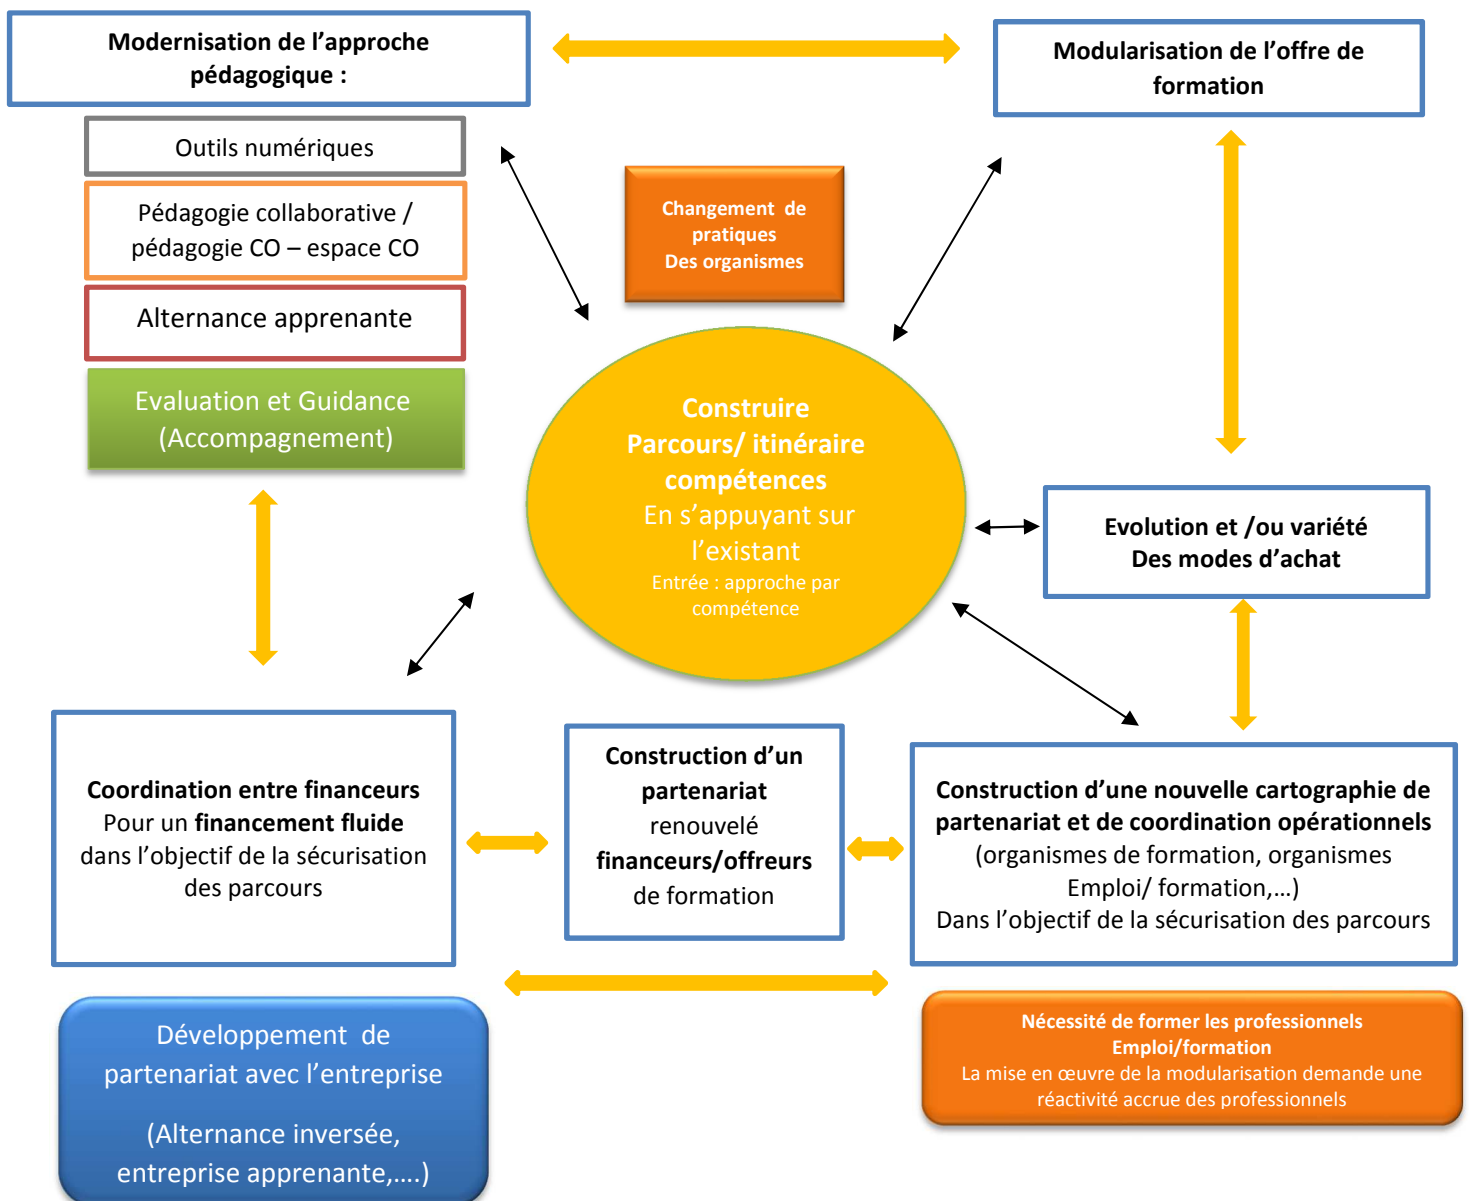 Modernisation de l’approche
pédagogique :
Modularisation de l’offre de
formation
Outils numériques
Pédagogie collaborative /
pédagogie CO – espace CO
Alternance apprenante
Evaluation et Guidance
(Accompagnement)
Changement de
pratiques
Des organismes
Construire
Parcours/ itinéraire
compétences
En s’appuyant sur
l’existant
Entrée : approche par
compétence
Evolution et /ou variété
Des modes d’achat
Coordination entre financeurs
Pour un financement fluide
dans l’objectif de la sécurisation
des parcours
Construction d’un
partenariat
renouvelé
financeurs/offreurs
de formation
Construction d’une nouvelle cartographie de
partenariat et de coordination opérationnels
(organismes de formation, organismes
Emploi/ formation,…)
Dans l’objectif de la sécurisation des parcours
Développement de
partenariat avec l’entreprise
(Alternance inversée,
entreprise apprenante,….)
Nécessité de former les professionnels
Emploi/formation
La mise en œuvre de la modularisation demande une
réactivité accrue des professionnels